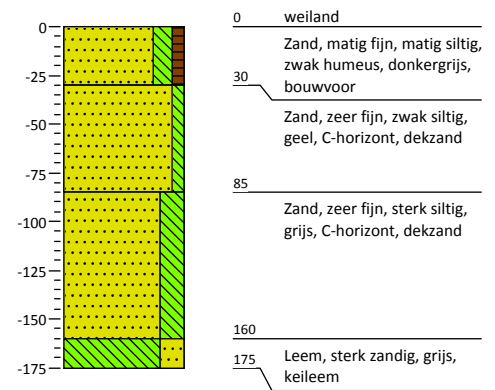 0 weiland
Zand, matig fijn, matig siltig,
zwak humeus, donkergrijs,
bouwvoor
30
Zand, zeer fijn, zwak siltig,
geel, C-horizont, dekzand
85
Zand, zeer fijn, sterk siltig,
grijs, C-horizont, dekzand
160
175 Leem, sterk zandig, grijs,
keileem
0
-25
-50
-75
-100
-125
-150
-175